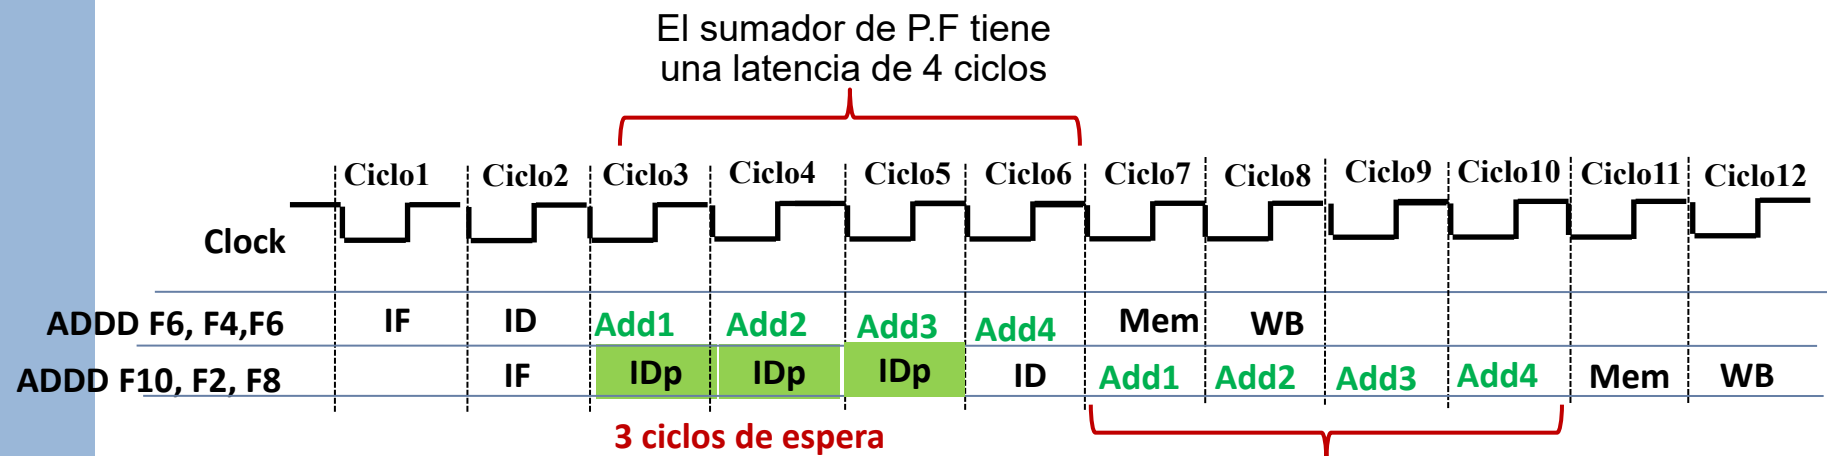 El sumador de P.F tiene
una latencia de 4 ciclos
Ciclo1 Ciclo2 Ciclo3 Ciclo4 Ciclo5 Ciclo6 Ciclo7 Ciclo8 Ciclo9 Ciclo10 Ciclo11 Ciclo12
Clock
ADDD F6, F4,F6 IF ID Add1 Add2 Add3 Add4 Mem WB
ADDD F10, F2, F8 IF IDp IDp IDp ID Add1 Add2 Add3 Add4 Mem WB
3 ciclos de espera